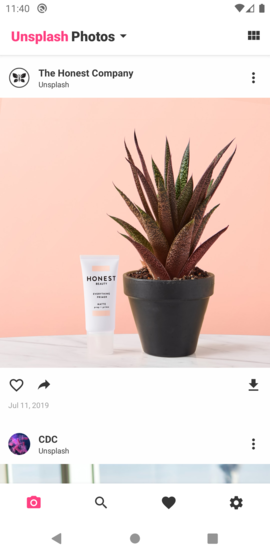 11:40
Unsplash Photos
The Honest Company
Unsplash
HONEST
BEAUTY
Jul 11, 2019
CDC
Unsplash